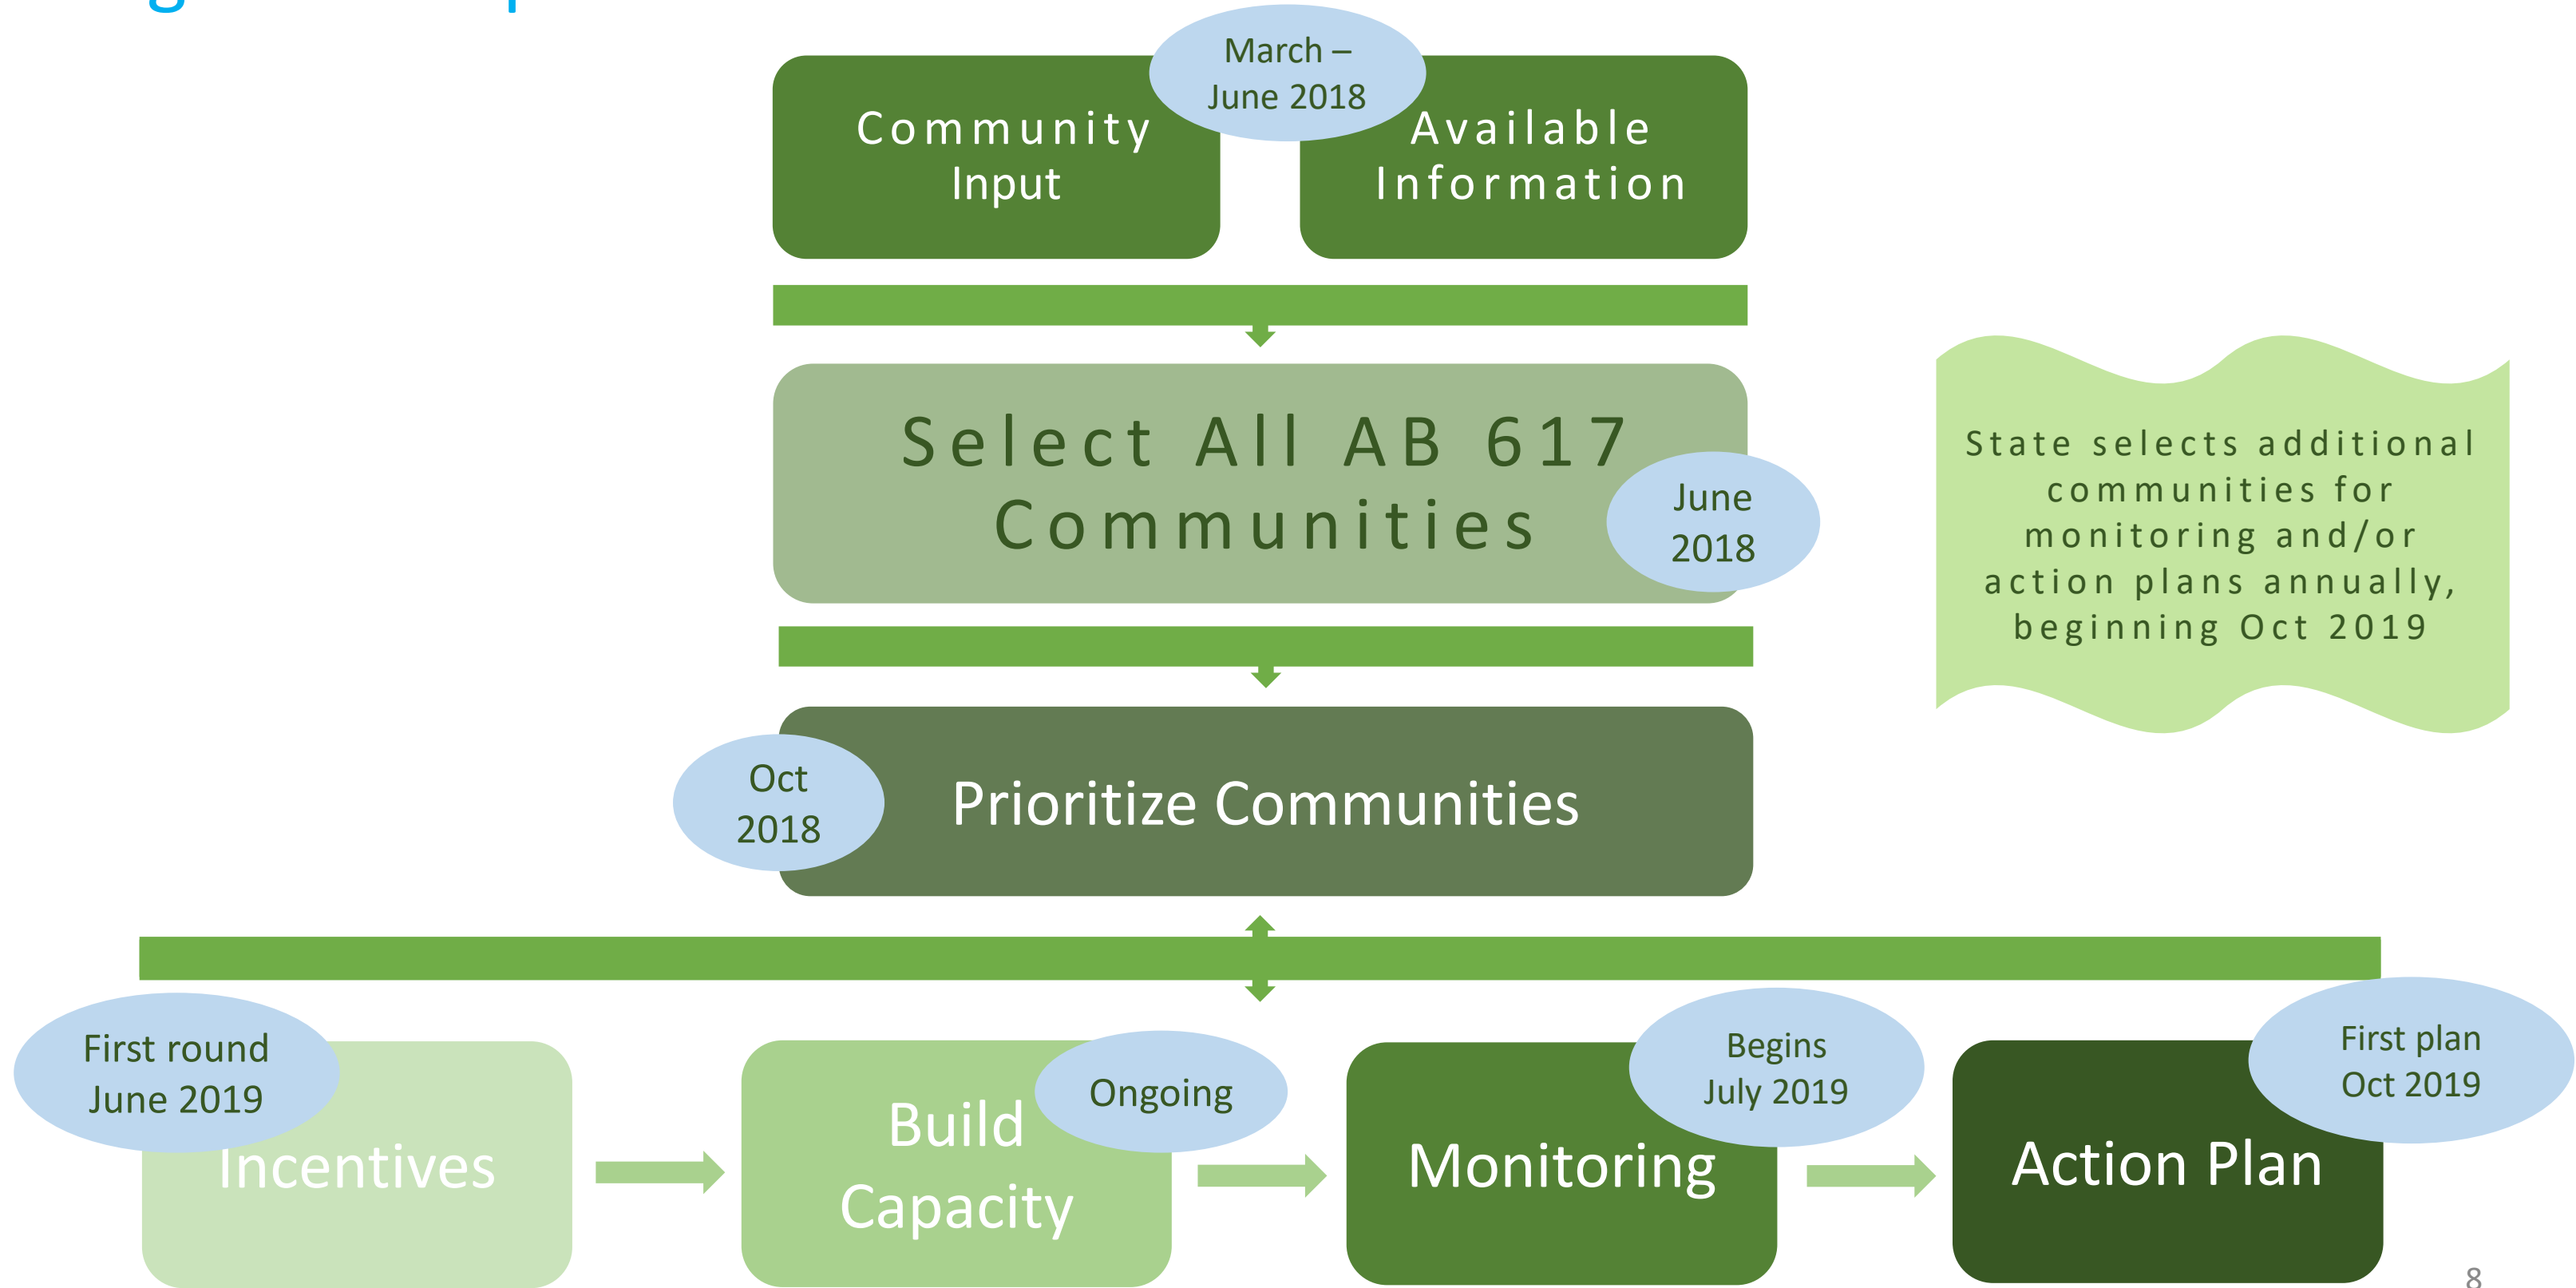 March –
June 2018
Community
Input
Available
Information
Select All AB 617
Communities
June
2018
State selects additional
communities for
monitoring and/or
action plans annually,
beginning Oct 2019
Oct
2018
Prioritize Communities
First round
June 2019
Incentives
Build
Capacity
Ongoing
Monitoring
Begins
July 2019
Action Plan
First plan
Oct 2019
8